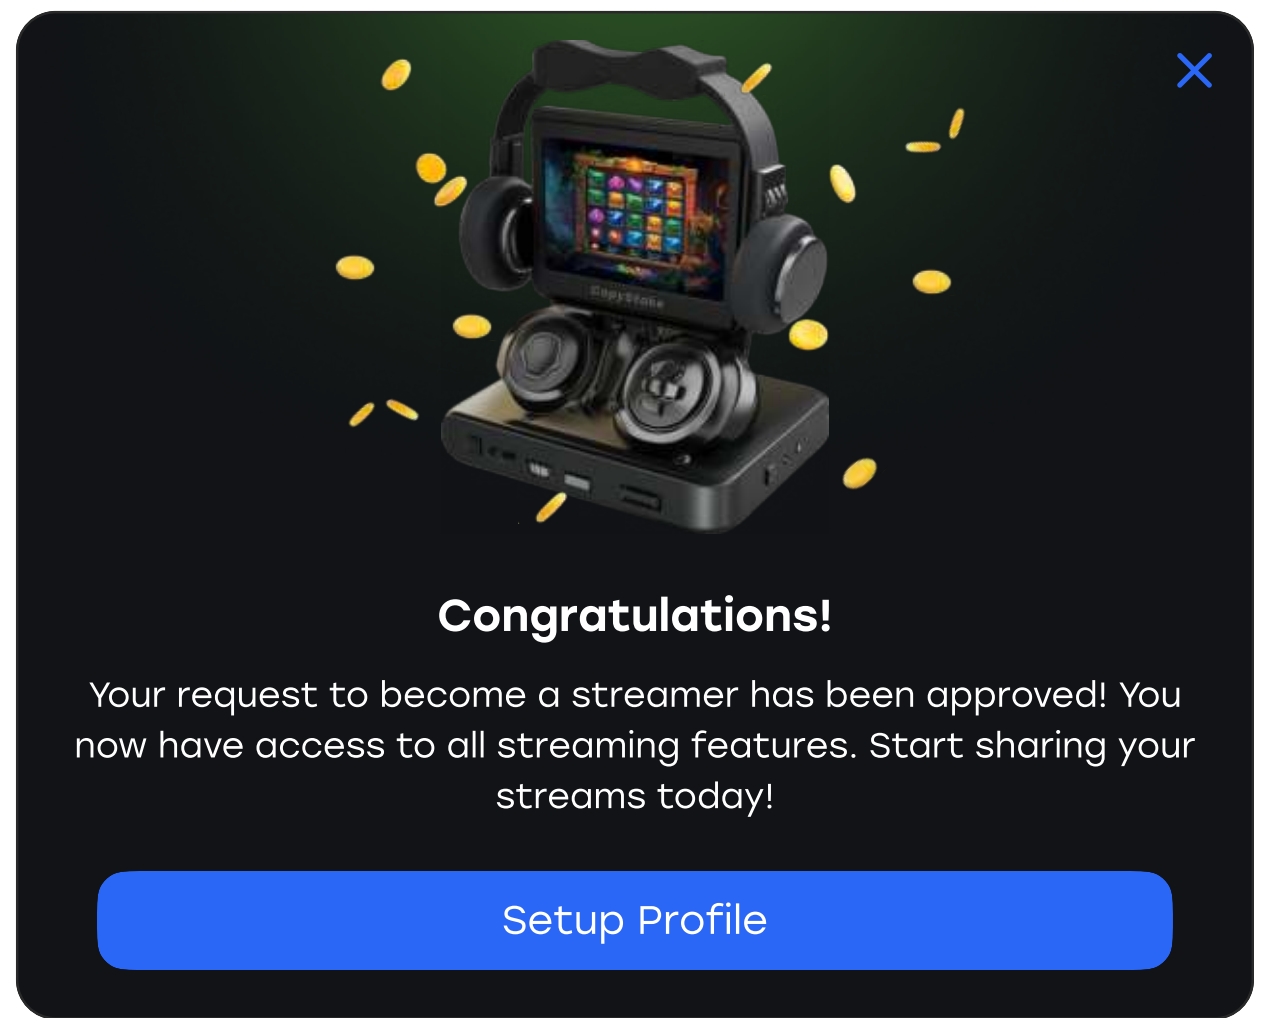 CopyStake
Congratulations!
Your request to become a streamer has been approved! You
now have access to all streaming features. Start sharing your
streams today!
Setup Profile